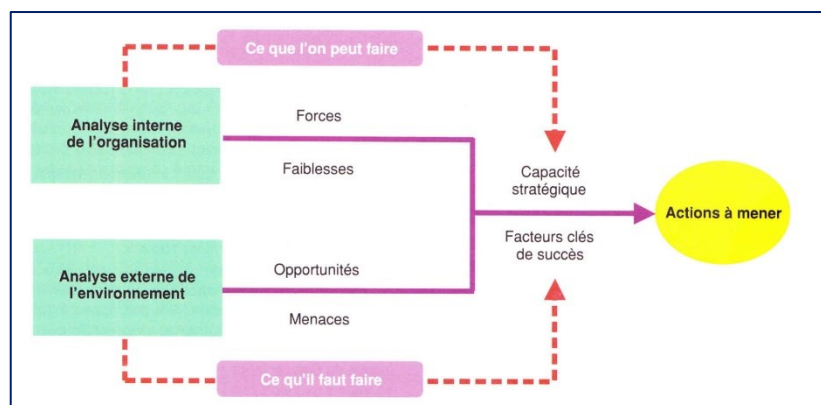 Ce que l'on peut faire
Analyse interne
de l'organisation
Forces
Faiblesses
Capacité
stratégique
Actions à mener
Facteurs clés
de succès
Analyse externe de
l'environnement
Opportunités
Menaces
Ce qu'il faut faire